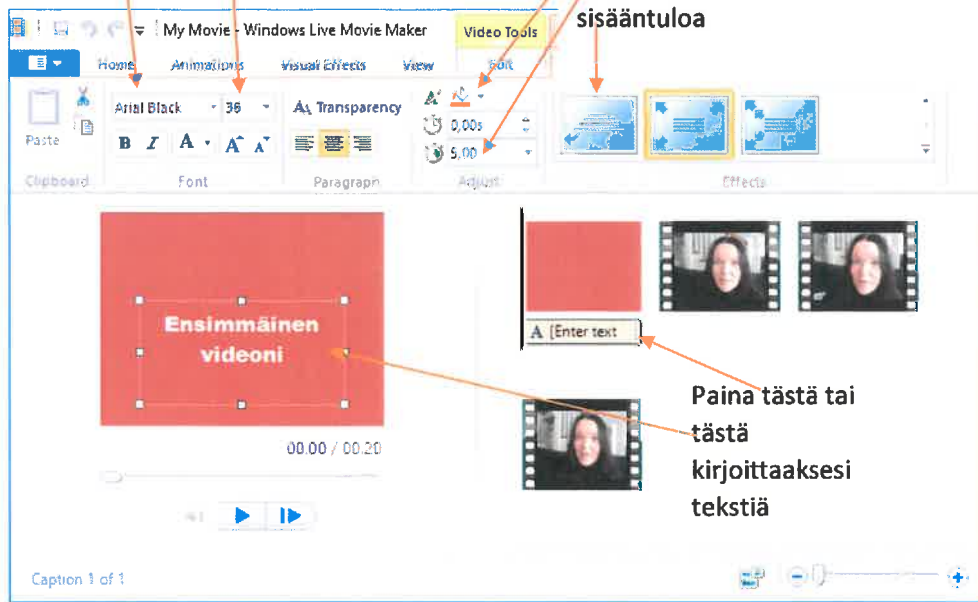 sisääntuloa
My Movie - Windows Live Movie Maker
Video Tools
Home Animations Visual Effects View Edit
Arial Black 36 Transparency
0,00s
Paste B I A A A 5,00
Clipboard Font Paragraph Adjust Effects
Ensimmäinen
videoni
A [Enter text
00.00 / 00.20
Paina tästä tai
tästä
kirjoittaaksesi
tekstiä
Caption 1 of 1